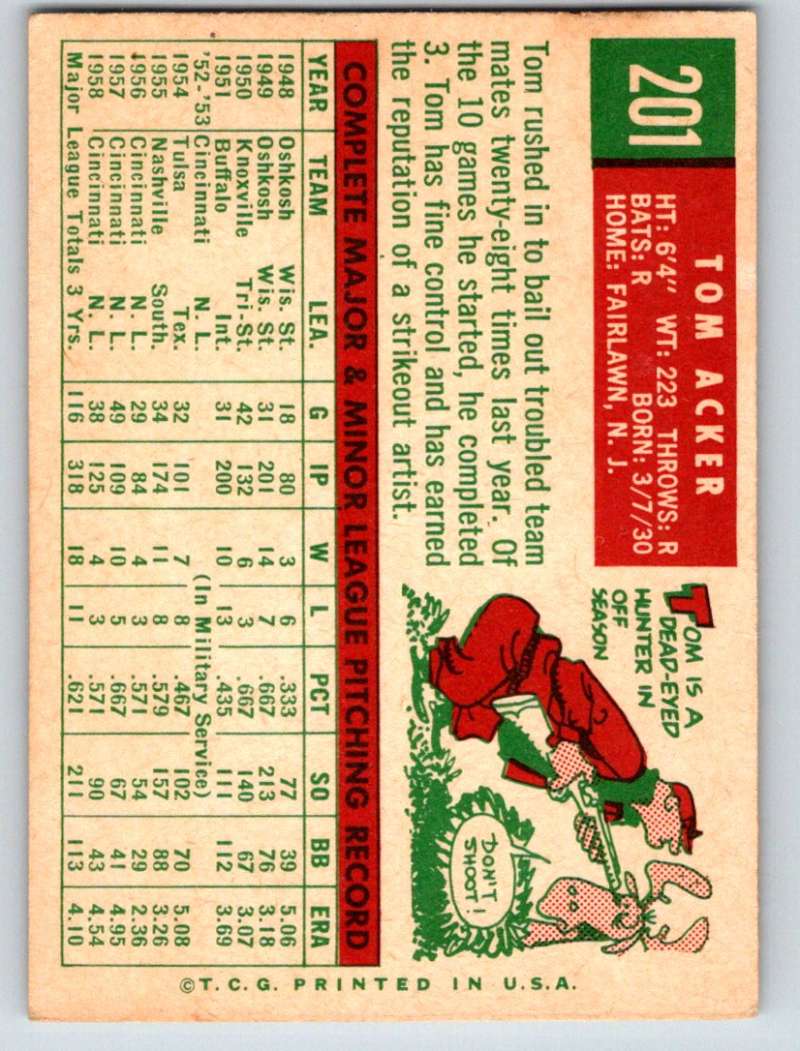 201
TOM ACKER
HT: 6'4" WT: 223 THROWS: R
BATS: R BORN: 3/7/30
HOME: FAIRLAWN, N. J.
Tom rushed in to bail out troubled team
mates twenty-eight times last year. Of
the 10 games he started, he completed
3. Tom has fine control and has earned
the reputation of a strikeout artist.
TOM IS A
DEAD-EYED
HUNTER IN
OFF
SEASON
DON'T
SHOOT!
COMPLETE MAJOR & MINOR LEAGUE PITCHING RECORD
YEAR TEAM LEA. G IP W L PCT SO BB ERA
1948 Oshkosh Wis. St. 18 80 3 6 .333 77 39 5.06
1949 Oshkosh Wis. St. 31 201 14 7 .667 213 76 3.18
1950 Knoxville Tri-St. 42 132 6 3 .667 140 67 3.07
1951 Buffalo Int. 31 200 10 13 .435 111 112 3.69
'52-'53 Cincinnati N. L. (In Military Service)
1954 Tulsa Tex. 32 101 7 8 .467 102 70 5.08
1955 Nashville South. 34 174 11 8 .579 157 88 3.26
1956 Cincinnati N. L. 29 84 4 3 .571 54 29 2.36
1957 Cincinnati N. L. 49 109 10 5 .667 67 41 4.95
1958 Cincinnati N. L. 38 125 4 3 .571 90 43 4.54
Major League Totals 3 Yrs. 116 318 18 11 .621 211 113 4.10
©T.C.G. PRINTED IN U.S.A.